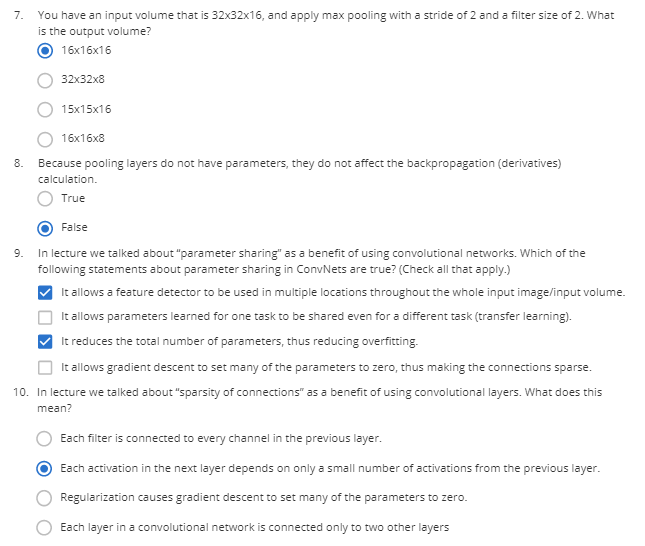 7. You have an input volume that is 32x32x16, and apply max pooling with a stride of 2 and a filter size of 2. What
is the output volume?
16x16x16
32x32x8
15x15x16
16x16x8
8. Because pooling layers do not have parameters, they do not affect the backpropagation (derivatives)
calculation.
True
False
9. In lecture we talked about "parameter sharing" as a benefit of using convolutional networks. Which of the
following statements about parameter sharing in ConvNets are true? (Check all that apply.)
It allows a feature detector to be used in multiple locations throughout the whole input image/input volume.
It allows parameters learned for one task to be shared even for a different task (transfer learning).
It reduces the total number of parameters, thus reducing overfitting.
It allows gradient descent to set many of the parameters to zero, thus making the connections sparse.
10. In lecture we talked about "sparsity of connections" as a benefit of using convolutional layers. What does this
mean?
Each filter is connected to every channel in the previous layer.
Each activation in the next layer depends on only a small number of activations from the previous layer.
Regularization causes gradient descent to set many of the parameters to zero.
Each layer in a convolutional network is connected only to two other layers